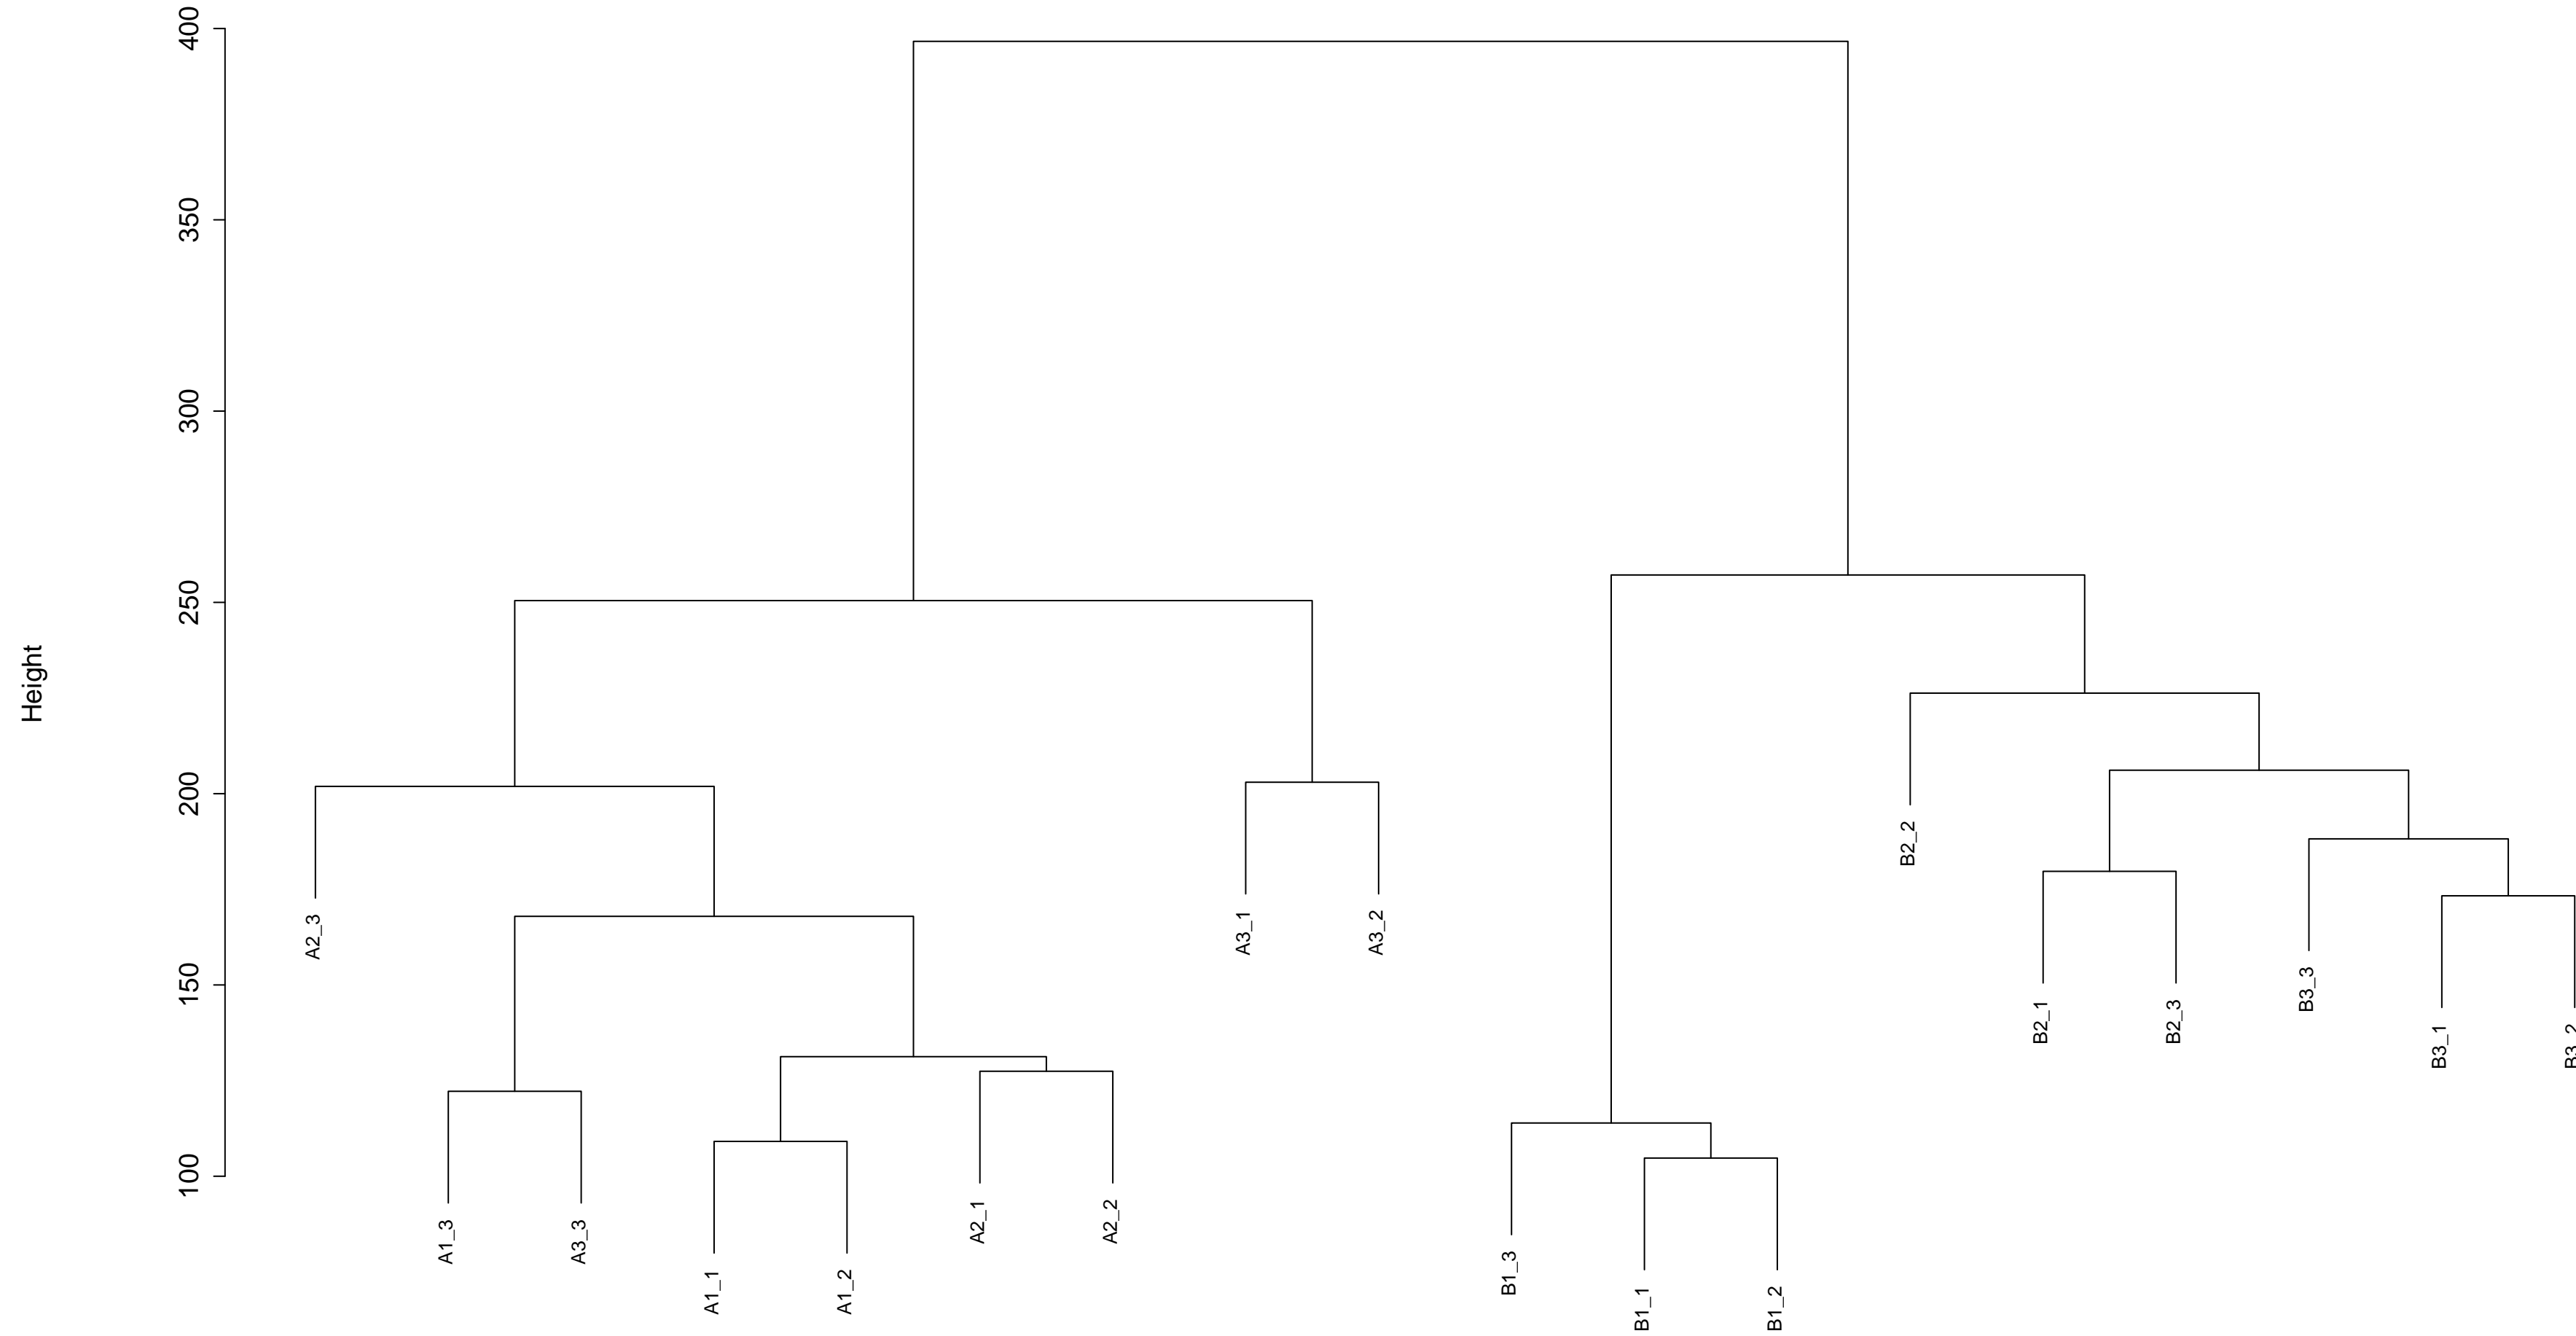 400
350
300
250
200
150
100
Height
A2_3
A1_3
A3_3
A1_1
A1_2
A2_1
A2_2
A3_1
A3_2
B1_3
B1_1
B1_2
B2_2
B2_1
B2_3
B3_3
B3_1
B3_2